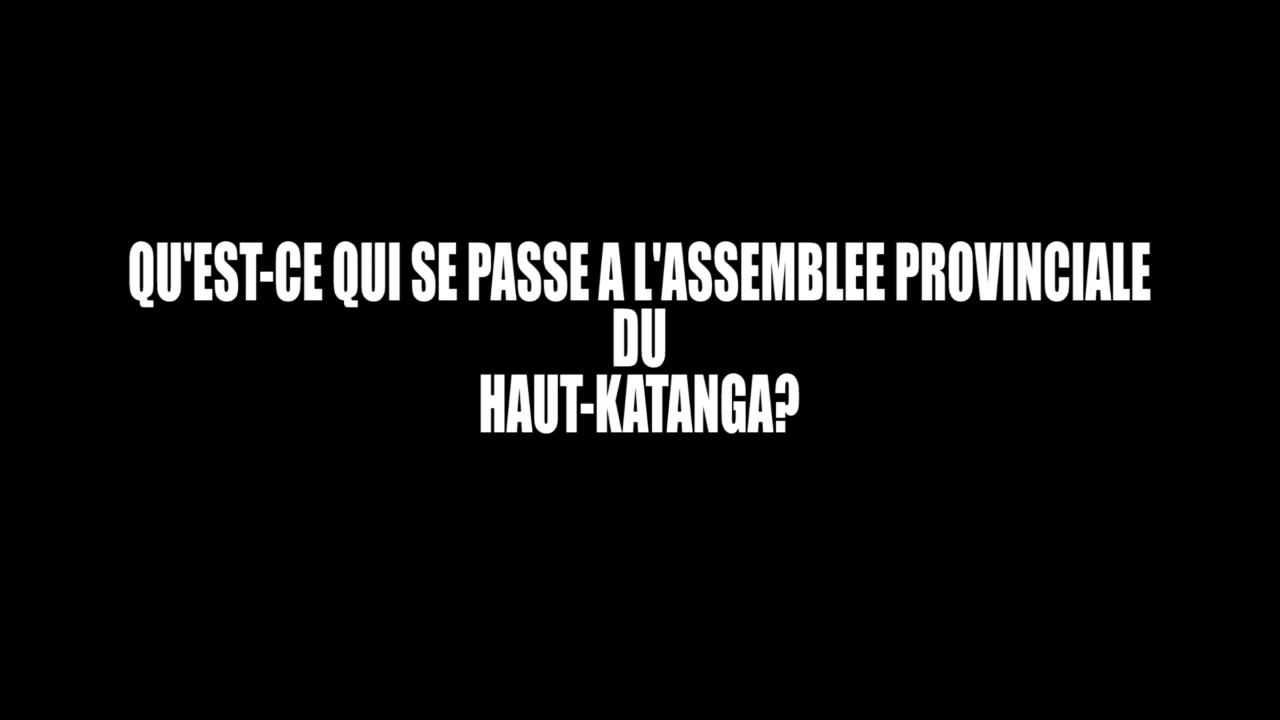 QU'EST-CE QUI SE PASSE A L'ASSEMBLEE PROVINCIALE
DU
HAUT-KATANGA?